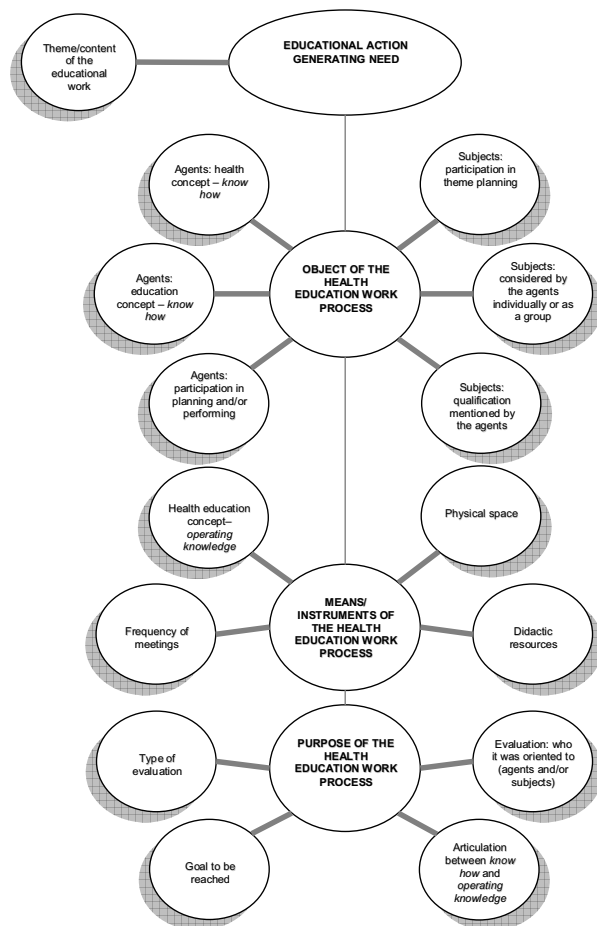 Theme/content
of the
educational
work
EDUCATIONAL ACTION
GENERATING NEED
Agents: health
concept – know
how
Subjects:
participation in
theme planning
Agents:
education
concept – know
how
OBJECT OF THE
HEALTH
EDUCATION WORK
PROCESS
Subjects:
considered by
the agents
individually or as
a group
Agents:
participation in
planning and/or
performing
Subjects:
qualification
mentioned by
the agents
Health education
concept–
operating
knowledge
Physical space
MEANS/
INSTRUMENTS OF
THE HEALTH
EDUCATION WORK
PROCESS
Frequency of
meetings
Didactic
resources
Type of
evaluation
PURPOSE OF THE
HEALTH
EDUCATION WORK
PROCESS
Evaluation: who
it was oriented to
(agents and/or
subjects)
Goal to be
reached
Articulation
between know
how and
operating
knowledge